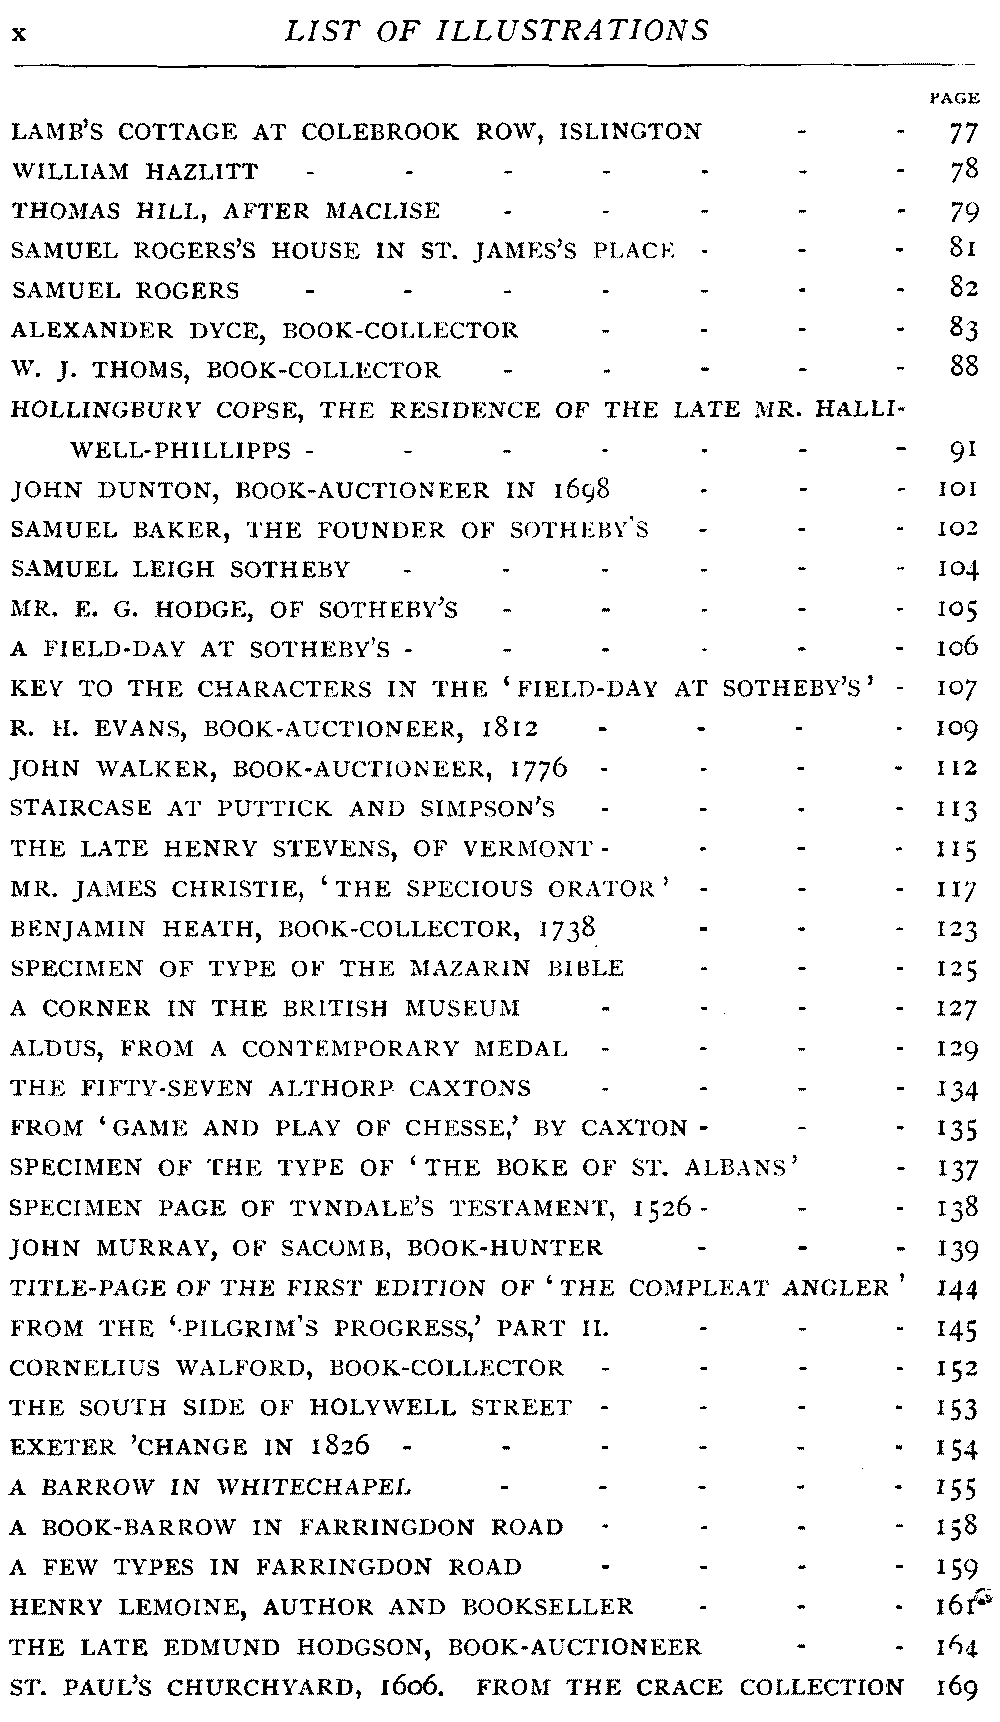 x LIST OF ILLUSTRATIONS
PAGE
LAMB'S COTTAGE AT COLEBROOK ROW, ISLINGTON - - 77
WILLIAM HAZLITT - - - - - - - 78
THOMAS HILL, AFTER MACLISE - - - - - 79
SAMUEL ROGERS'S HOUSE IN ST. JAMES'S PLACE - - - 81
SAMUEL ROGERS - - - - - - - 82
ALEXANDER DYCE, BOOK-COLLECTOR - - - - 83
W. J. THOMS, BOOK-COLLECTOR - - - - - 88
HOLLINGBURY COPSE, THE RESIDENCE OF THE LATE MR. HALLI-
WELL-PHILLIPPS - - - - - - - 91
JOHN DUNTON, BOOK-AUCTIONEER IN 1698 - - - 101
SAMUEL BAKER, THE FOUNDER OF SOTHEBY'S - - - 102
SAMUEL LEIGH SOTHEBY - - - - - - 104
MR. E. G. HODGE, OF SOTHEBY'S - - - - - 105
A FIELD-DAY AT SOTHEBY'S - - - - - - 106
KEY TO THE CHARACTERS IN THE 'FIELD-DAY AT SOTHEBY'S' - 107
R. H. EVANS, BOOK-AUCTIONEER, 1812 - - - - 109
JOHN WALKER, BOOK-AUCTIONEER, 1776 - - - - 112
STAIRCASE AT PUTTICK AND SIMPSON'S - - - - 113
THE LATE HENRY STEVENS, OF VERMONT - - - - 115
MR. JAMES CHRISTIE, 'THE SPECIOUS ORATOR' - - - 117
BENJAMIN HEATH, BOOK-COLLECTOR, 1738 - - - 123
SPECIMEN OF TYPE OF THE MAZARIN BIBLE - - - 125
A CORNER IN THE BRITISH MUSEUM - - - - 127
ALDUS, FROM A CONTEMPORARY MEDAL - - - - 129
THE FIFTY-SEVEN ALTHORP CAXTONS - - - - 134
FROM 'GAME AND PLAY OF CHESSE,' BY CAXTON - - - 135
SPECIMEN OF THE TYPE OF 'THE BOKE OF ST. ALBANS' - 137
SPECIMEN PAGE OF TYNDALE'S TESTAMENT, 1526 - - - 138
JOHN MURRAY, OF SACOMB, BOOK-HUNTER - - - 139
TITLE-PAGE OF THE FIRST EDITION OF 'THE COMPLEAT ANGLER' 144
FROM THE 'PILGRIM'S PROGRESS,' PART II. - - - 145
CORNELIUS WALFORD, BOOK-COLLECTOR - - - - 152
THE SOUTH SIDE OF HOLYWELL STREET - - - - 153
EXETER 'CHANGE IN 1826 - - - - - - 154
A BARROW IN WHITECHAPEL - - - - - 155
A BOOK-BARROW IN FARRINGDON ROAD - - - - 158
A FEW TYPES IN FARRINGDON ROAD - - - - 159
HENRY LEMOINE, AUTHOR AND BOOKSELLER - - - 161
THE LATE EDMUND HODGSON, BOOK-AUCTIONEER - - 164
ST. PAUL'S CHURCHYARD, 1606. FROM THE CRACE COLLECTION 169